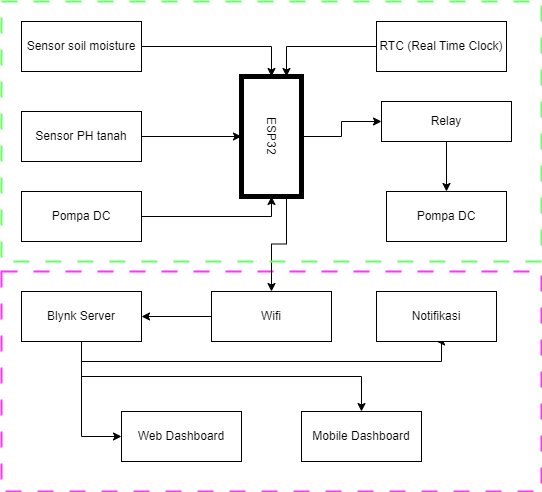 Sensor soil moisture
RTC (Real Time Clock)
ESP32
Sensor PH tanah
Relay
Pompa DC
Pompa DC
Blynk Server
Wifi
Notifikasi
Web Dashboard
Mobile Dashboard